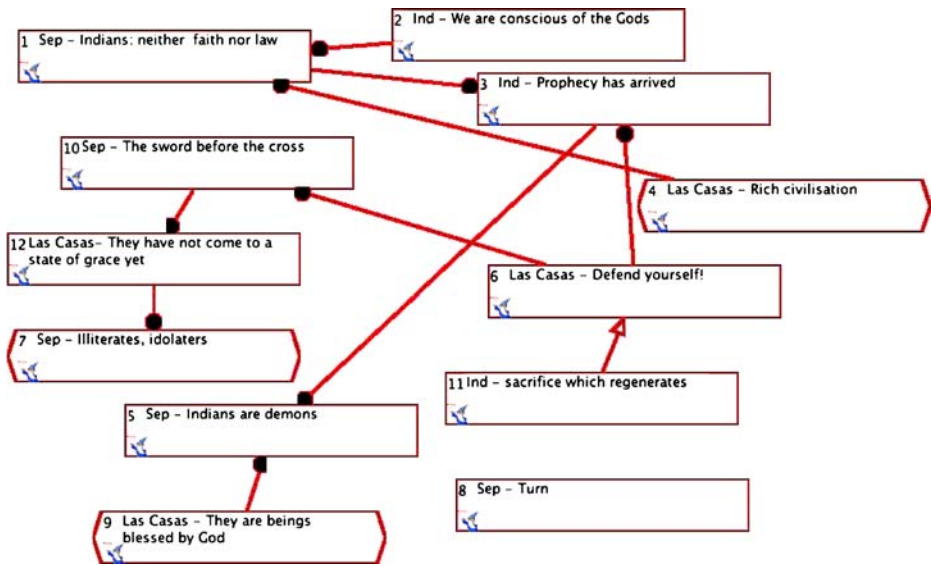 2 Ind - We are conscious of the Gods
1 Sep - Indians: neither faith nor law
3 Ind - Prophecy has arrived
10 Sep - The sword before the cross
4 Las Casas - Rich civilisation
12 Las Casas- They have not come to a
state of grace yet
6 Las Casas - Defend yourself!
7 Sep - Illiterates, idolaters
11 Ind - sacrifice which regenerates
5 Sep - Indians are demons
8 Sep - Turn
9 Las Casas - They are beings
blessed by God